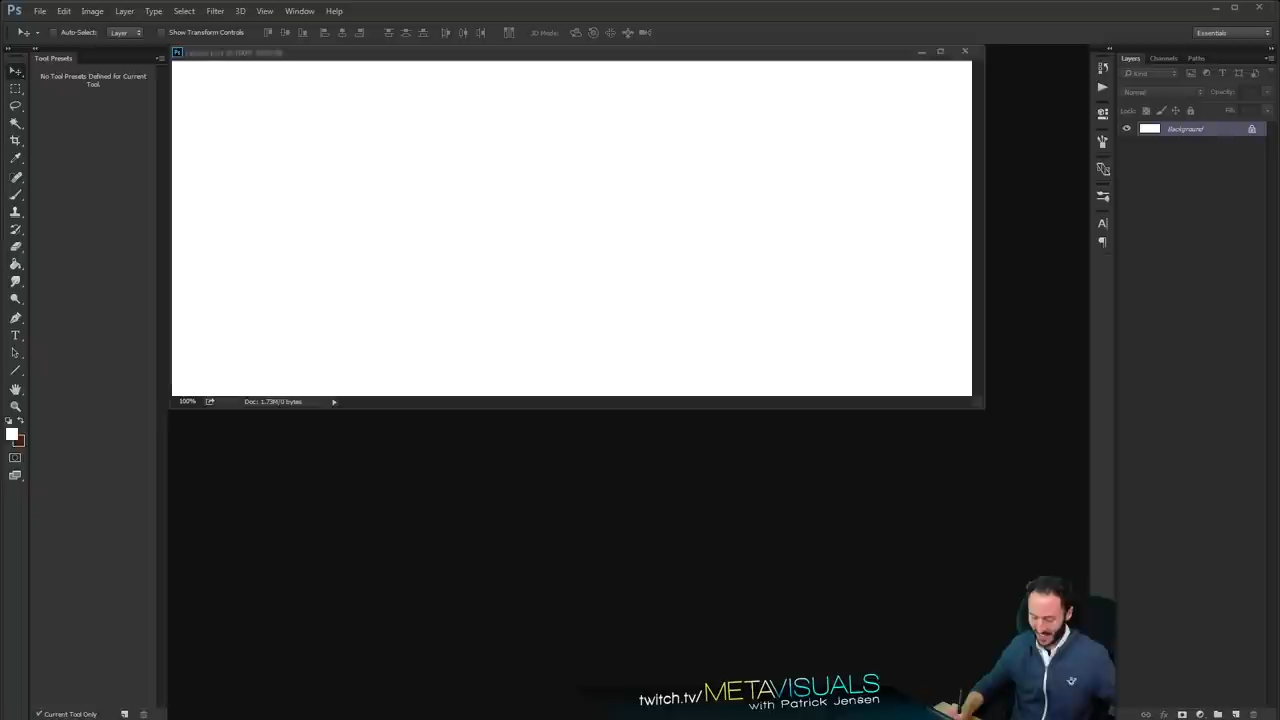 Ps File Edit Image Layer Type Select Filter 3D View Window Help
Auto-Select: Layer Show Transform Controls 3D Mode: Essentials
Tool Presets
No Tool Presets Defined for Current
Tool
Ps
100% Doc: 1.73M/0 bytes
Current Tool Only
Layers Channels Paths
Kind
Normal Opacity:
Lock: Fill:
Background
twitch.tv/METAVISUALS
with Patrick Jensen